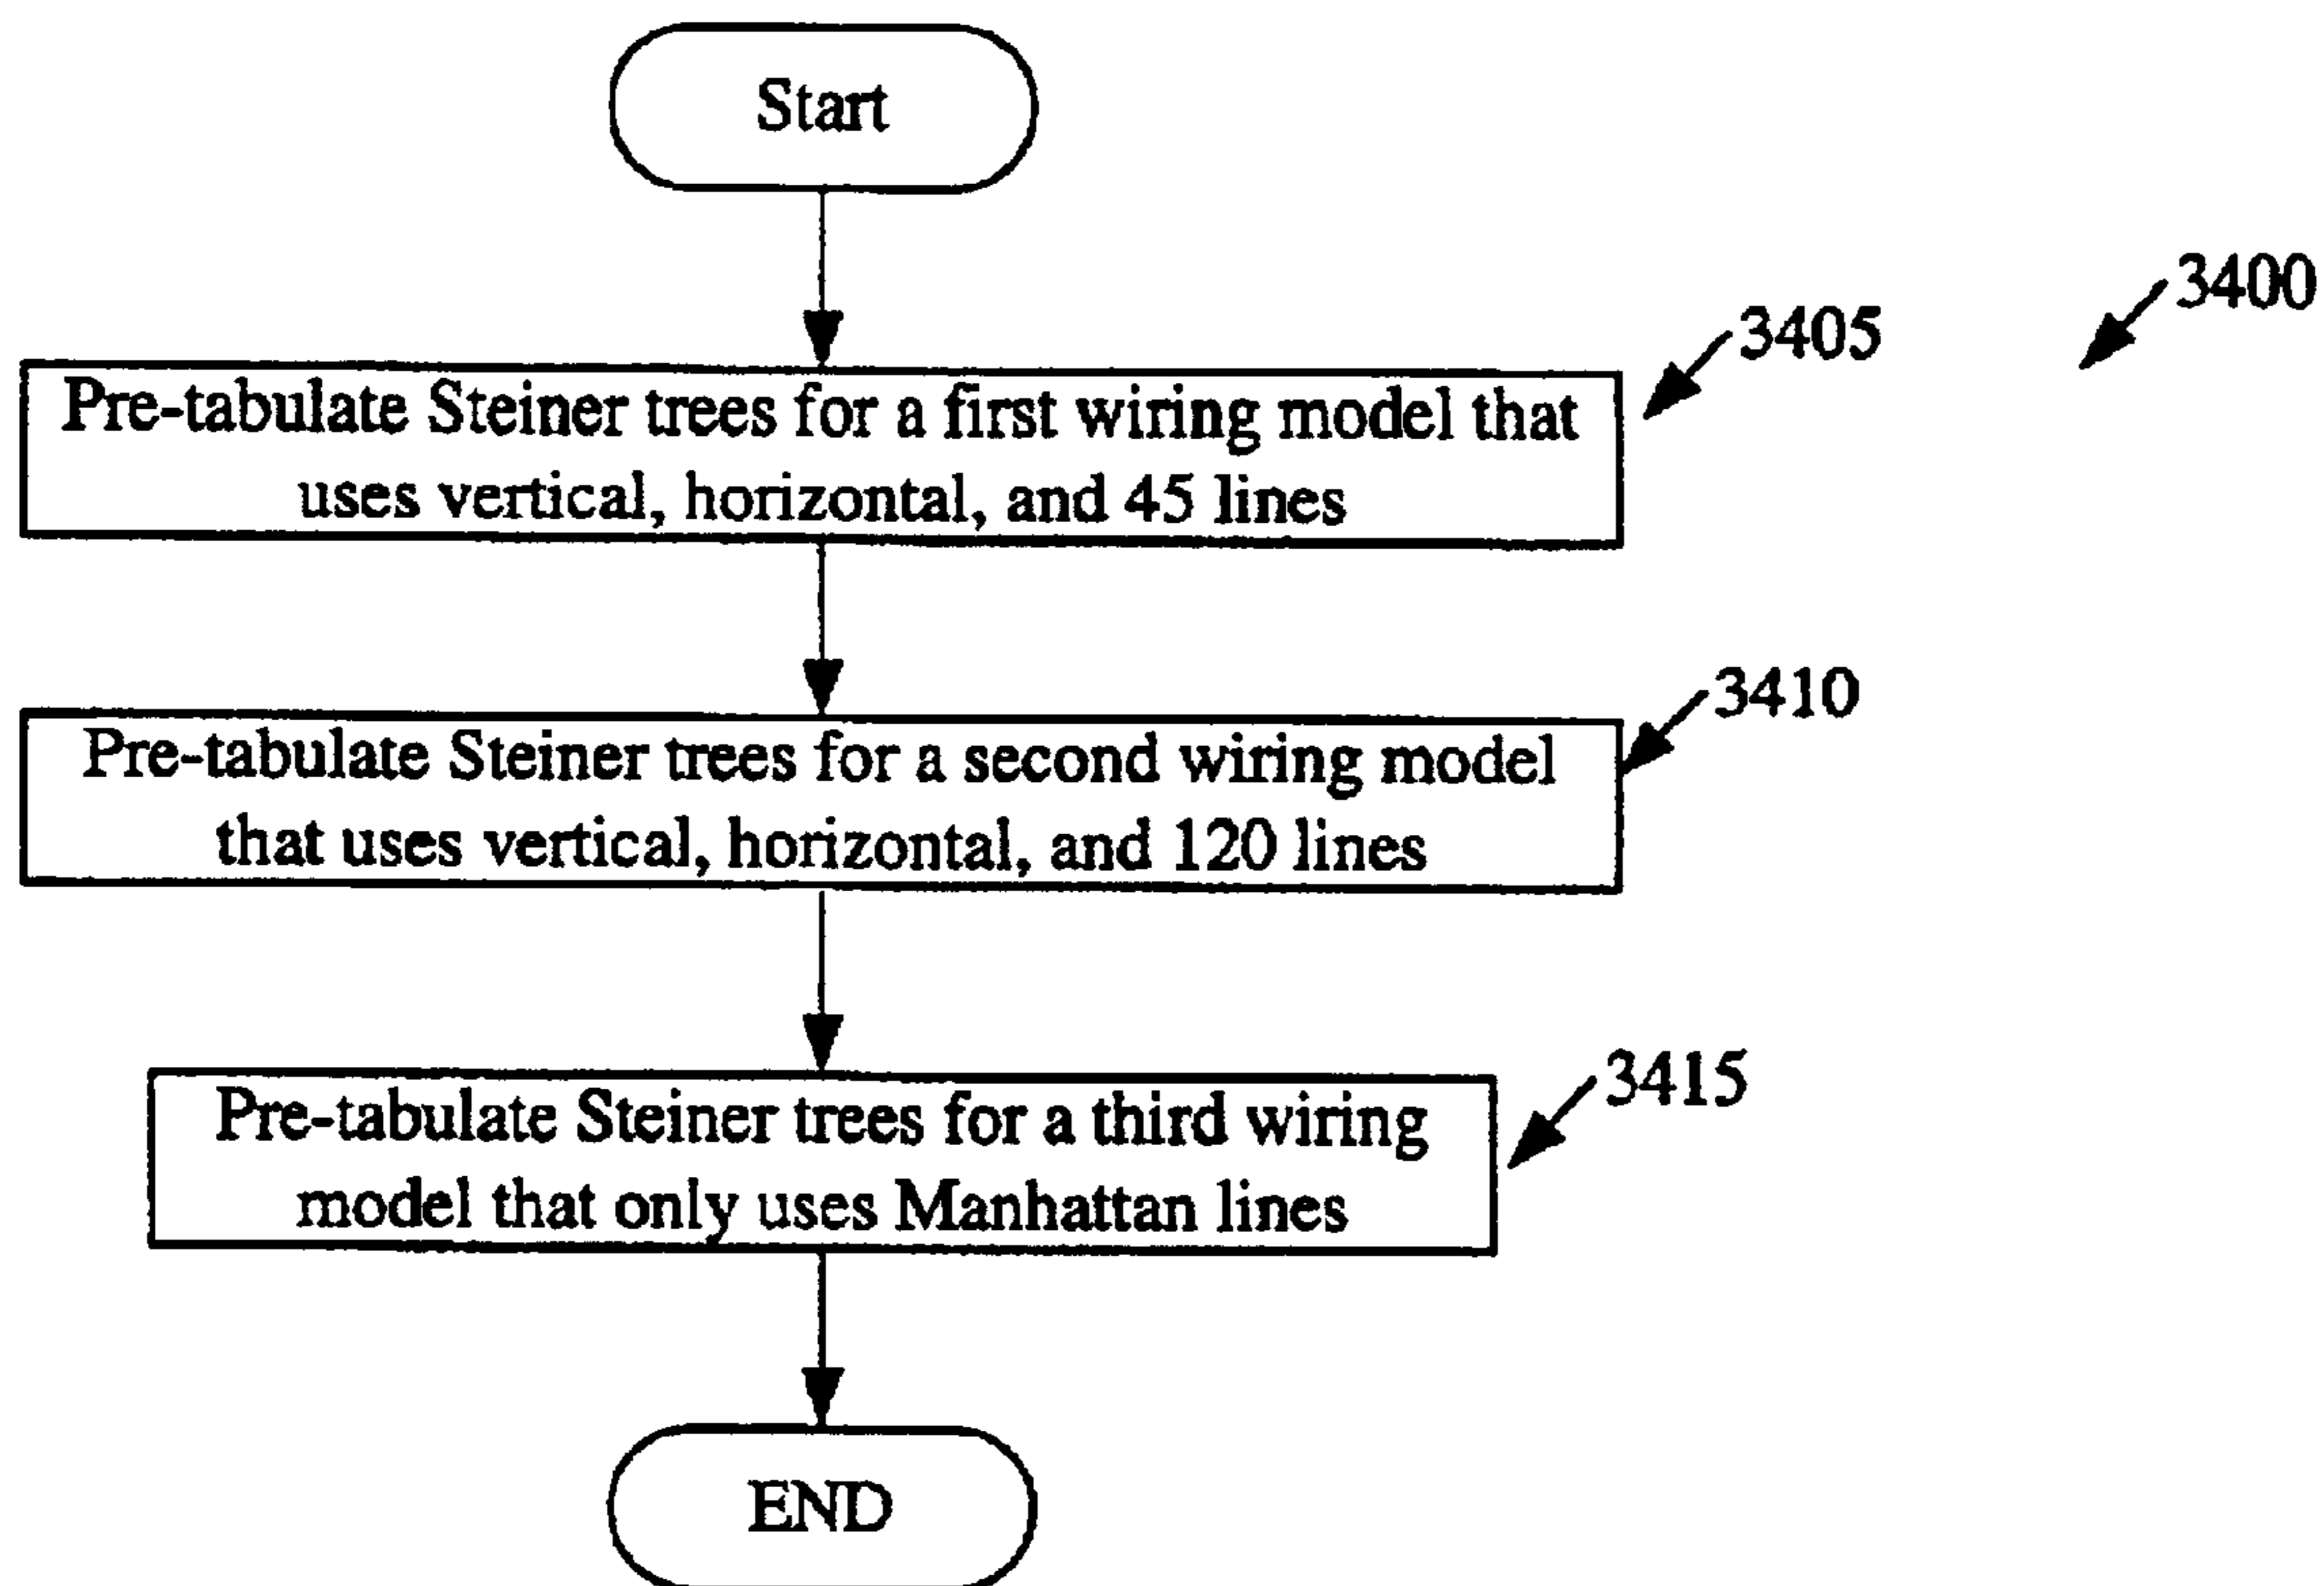 Start
3400
3405
Pre-tabulate Steiner trees for a first wiring model that
uses vertical, horizontal, and 45 lines
3410
Pre-tabulate Steiner trees for a second wiring model
that uses vertical, horizontal, and 120 lines
3415
Pre-tabulate Steiner trees for a third wiring
model that only uses Manhattan lines
END